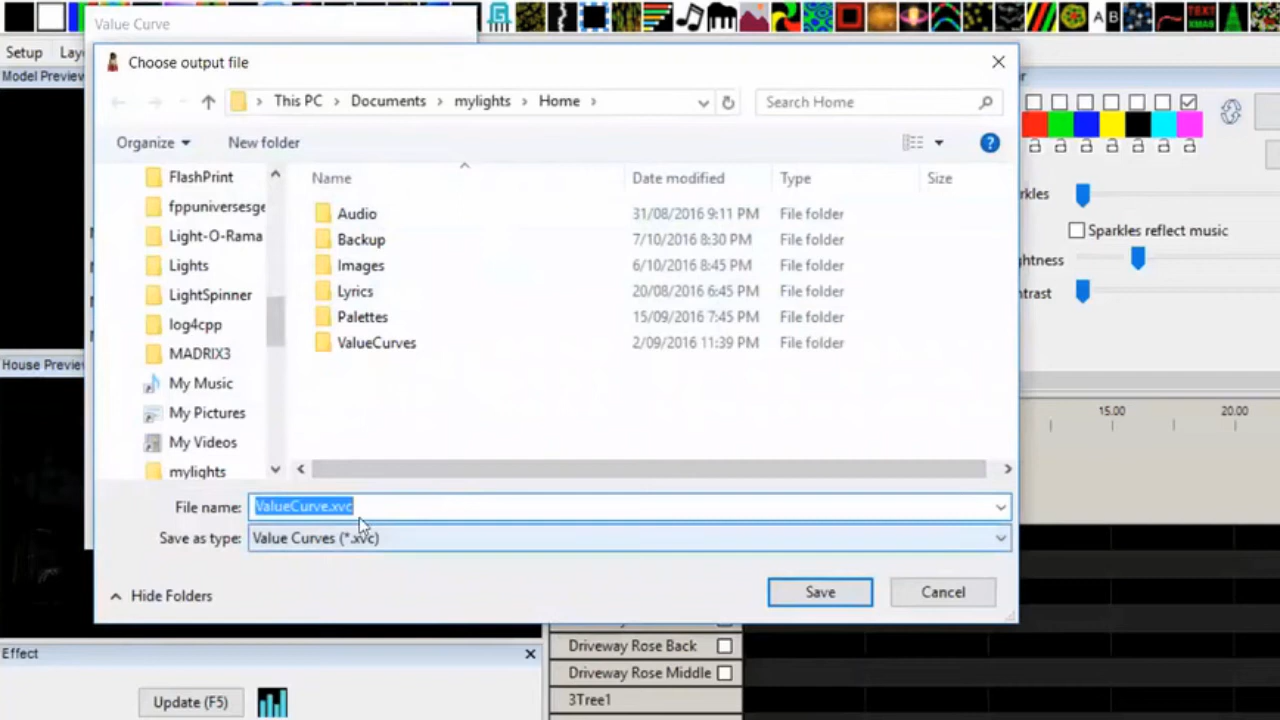 Value Curve
A B
TEXT
XMAS
Setup
Choose output file
Model Preview
This PC > Documents > mylights > Home >
Search Home
Organize
New folder
Name
Date modified
Type
Size
FlashPrint
fppuniversesge
Light-O-Rama
Lights
LightSpinner
log4cpp
MADRIX3
My Music
My Pictures
My Videos
mylights
Audio 31/08/2016 9:11 PM File folder
Backup 7/10/2016 8:30 PM File folder
Images 6/10/2016 8:45 PM File folder
Lyrics 20/08/2016 6:45 PM File folder
Palettes 15/09/2016 7:45 PM File folder
ValueCurves 2/09/2016 11:39 PM File folder
Sparkles reflect music
House Preview
15.00
20.00
File name: ValueCurve.xvc
Save as type: Value Curves (*.xvc)
Hide Folders
Save
Cancel
Driveway Rose Back
Effect
Driveway Rose Middle
Update (F5)
3Tree1